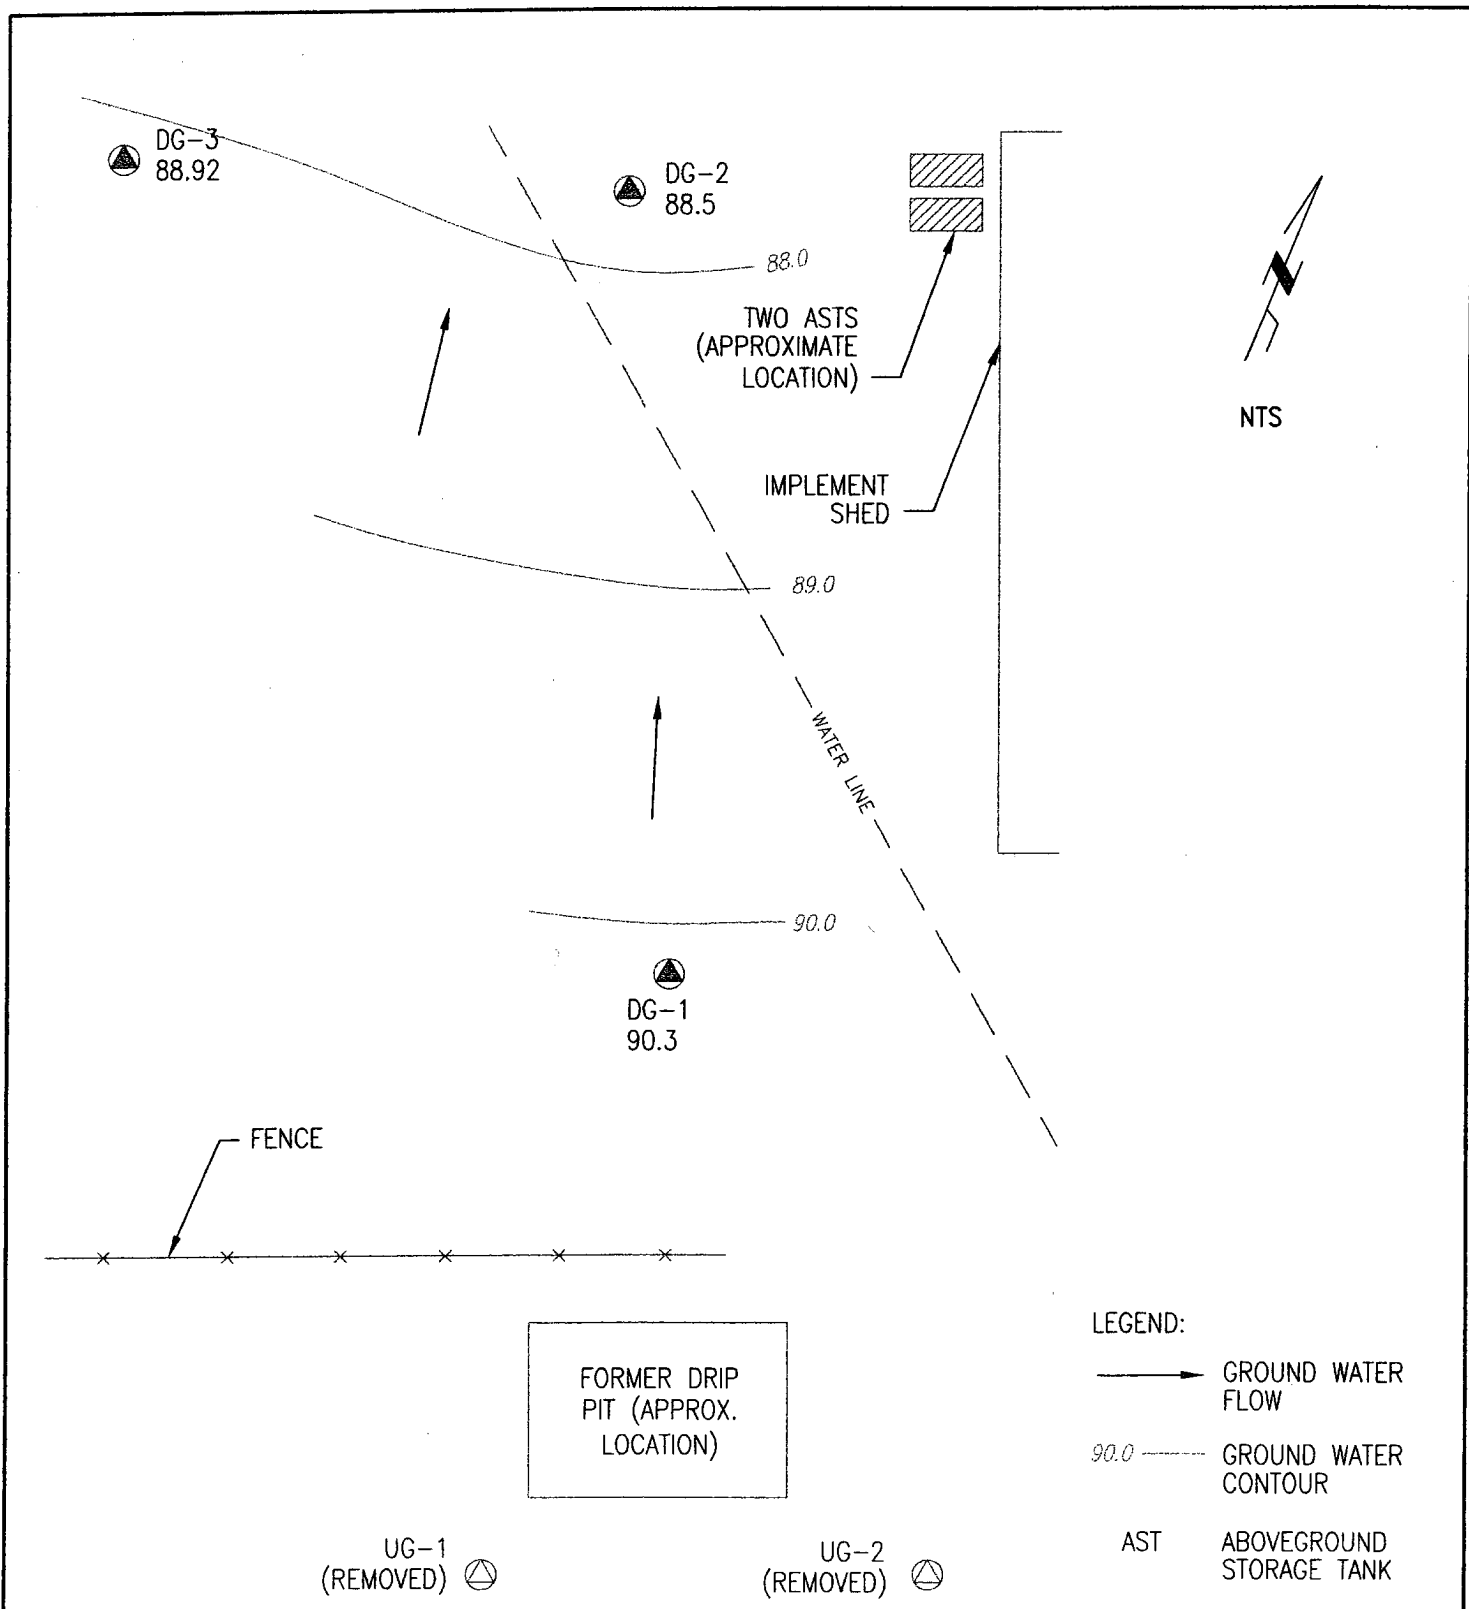 DG-3
88.92
DG-2
88.5
88.0
TWO ASTS
(APPROXIMATE
LOCATION)
N
NTS
IMPLEMENT
SHED
89.0
WATER LINE
90.0
DG-1
90.3
FENCE
FORMER DRIP
PIT (APPROX.
LOCATION)
LEGEND:
GROUND WATER
FLOW
90.0
GROUND WATER
CONTOUR
AST
ABOVEGROUND
STORAGE TANK
UG-1
(REMOVED)
UG-2
(REMOVED)